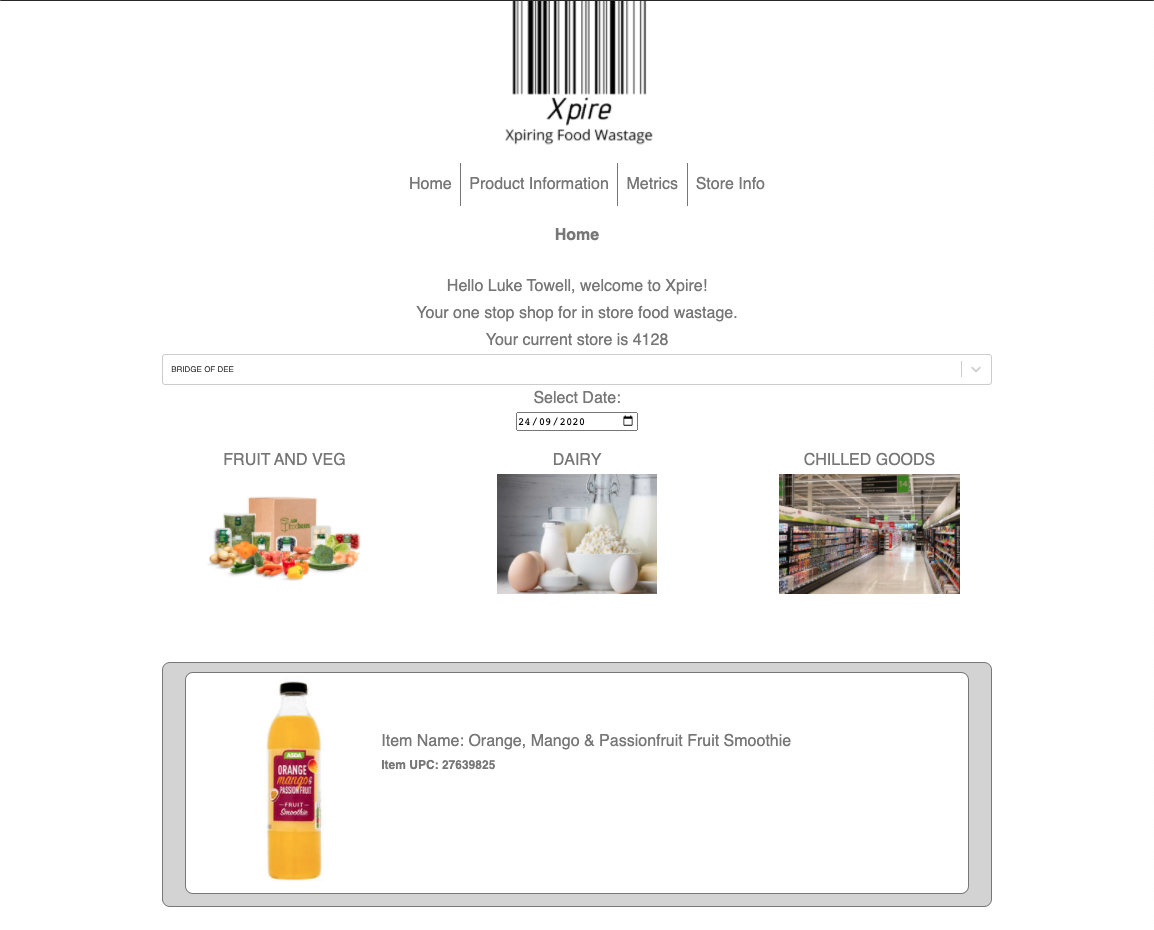 Xpire
Xpiring Food Wastage
Home
Product Information
Metrics
Store Info
Home
Hello Luke Towell, welcome to Xpire!
Your one stop shop for in store food wastage.
Your current store is 4128
BRIDGE OF DEE
Select Date:
24/09/2020
FRUIT AND VEG
DAIRY
CHILLED GOODS
14
ASDA
ORANGE
mango &
PASSIONFRUIT
FRUIT
Smoothie
Item Name: Orange, Mango & Passionfruit Fruit Smoothie
Item UPC: 27639825